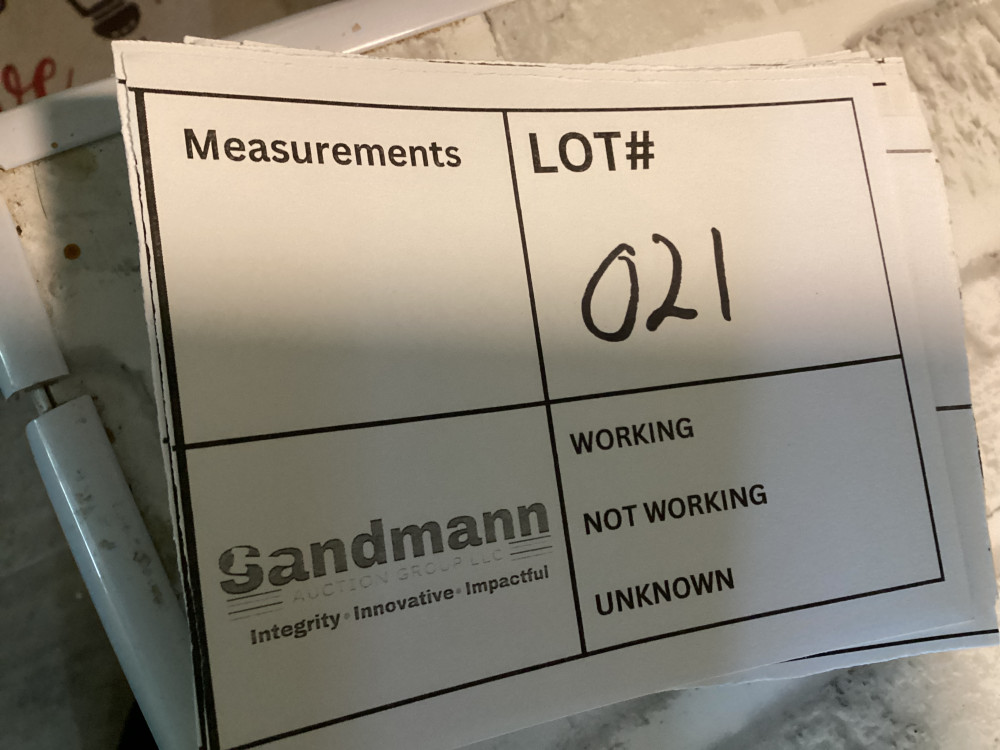 Measurements
LOT#
021
WORKING
NOT WORKING
UNKNOWN
Sandmann
AUCTION GROUP LLC
Integrity • Innovative • Impactful